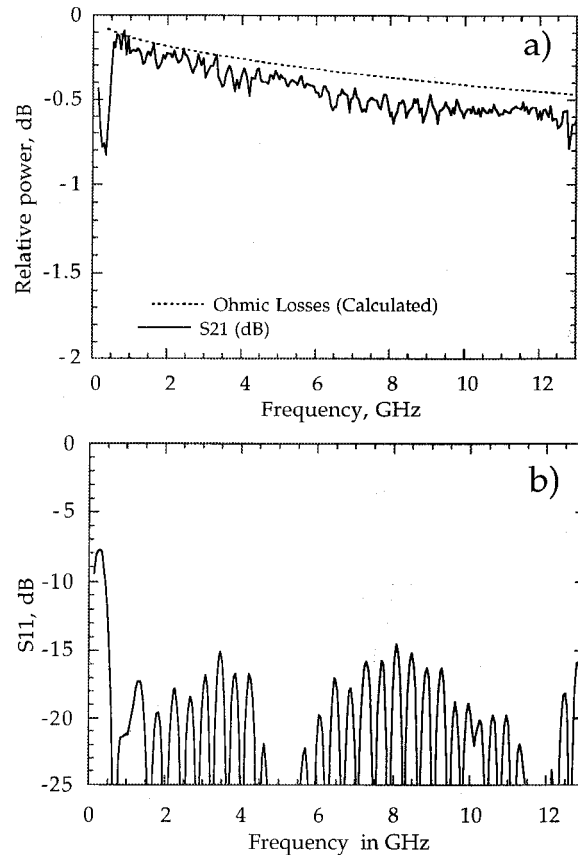 a)
-0
-0.5
-1
-1.5
-2
Relative power, dB
Ohmic Losses (Calculated)
S21 (dB)
0 2 4 6 8 10 12
Frequency, GHz
b)
0
-5
-10
-15
-20
-25
S11, dB
0 2 4 6 8 10 12
Frequency in GHz